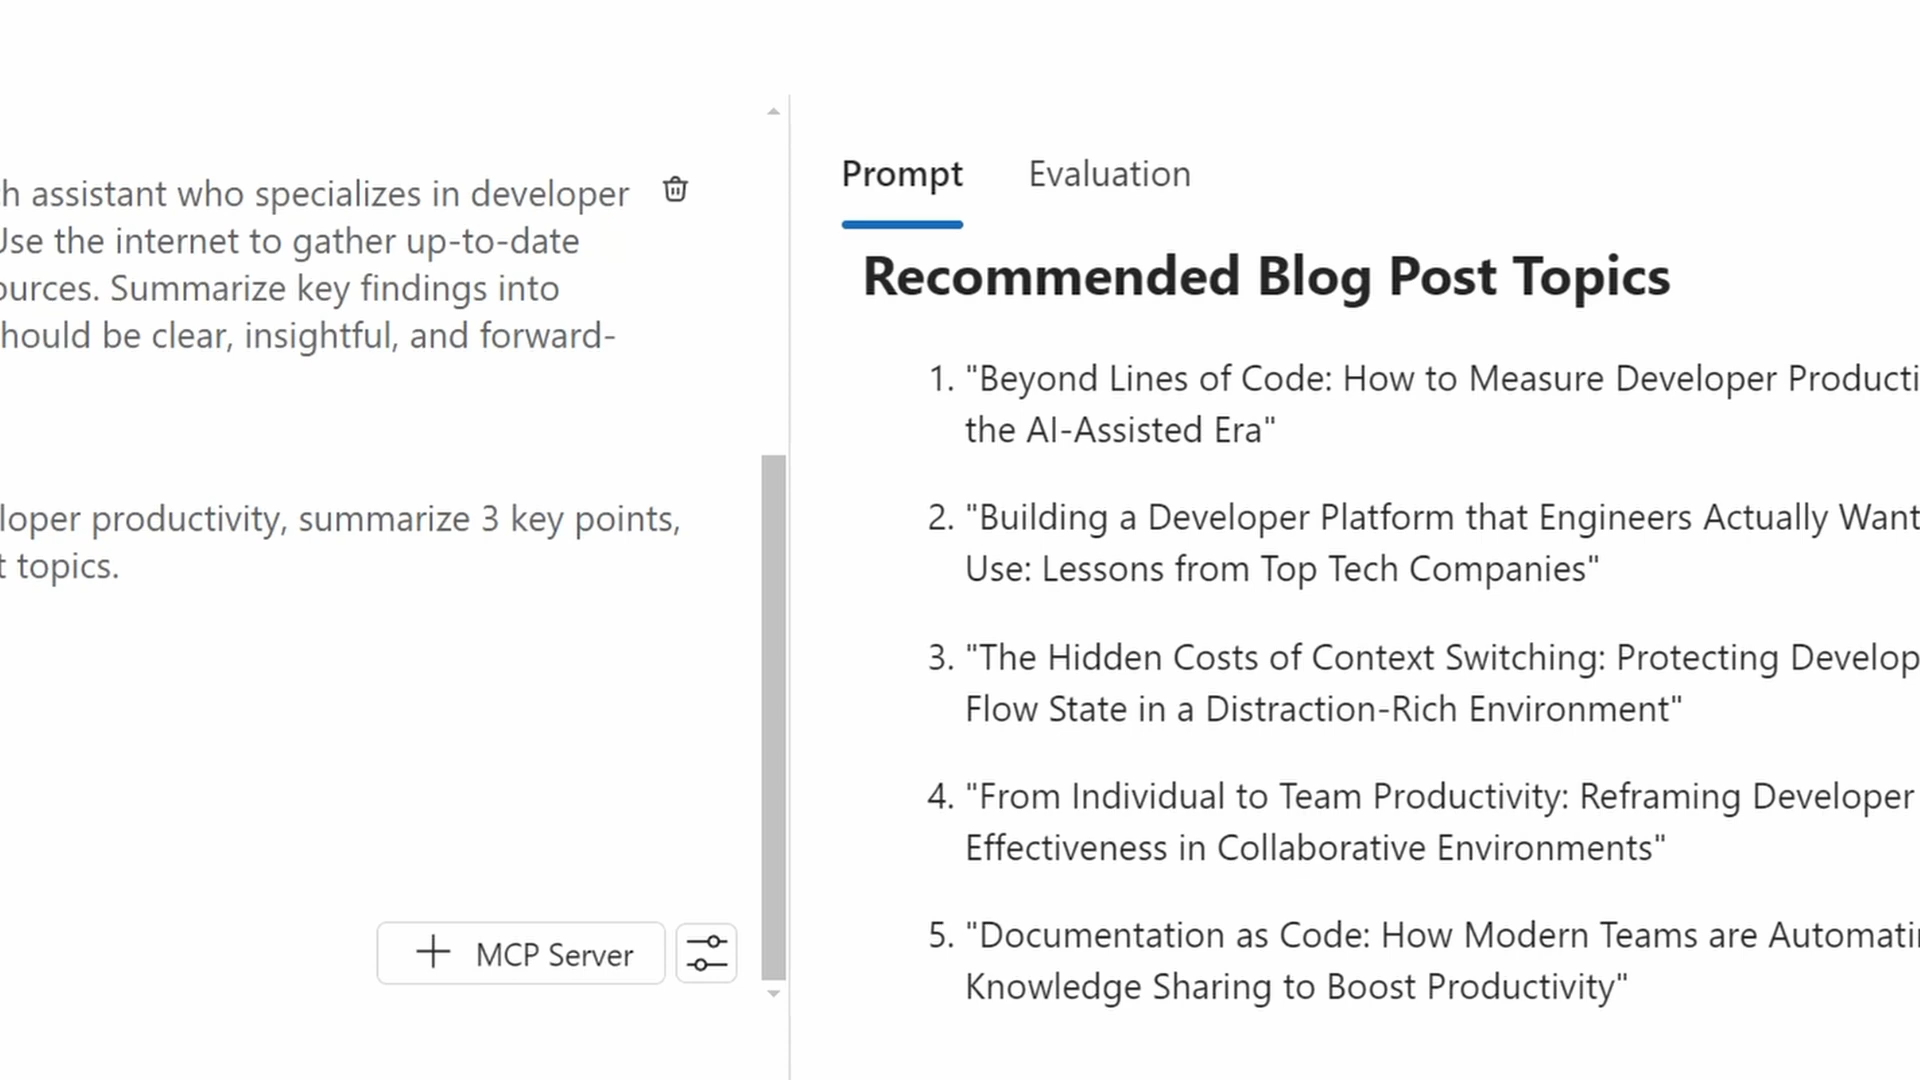 h assistant who specializes in developer
Use the internet to gather up-to-date
ources. Summarize key findings into
hould be clear, insightful, and forward-
loper productivity, summarize 3 key points,
t topics.
MCP Server
Prompt Evaluation
Recommended Blog Post Topics
1. "Beyond Lines of Code: How to Measure Developer Producti
the AI-Assisted Era"
2. "Building a Developer Platform that Engineers Actually Want
Use: Lessons from Top Tech Companies"
3. "The Hidden Costs of Context Switching: Protecting Develop
Flow State in a Distraction-Rich Environment"
4. "From Individual to Team Productivity: Reframing Developer
Effectiveness in Collaborative Environments"
5. "Documentation as Code: How Modern Teams are Automati
Knowledge Sharing to Boost Productivity"